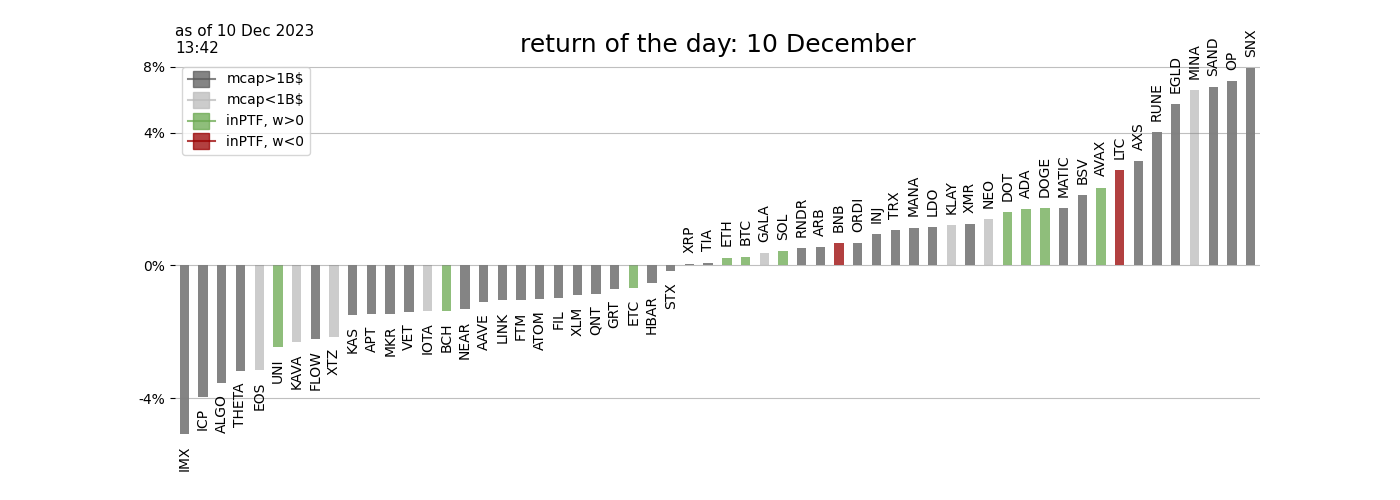 as of 10 Dec 2023
13:42
return of the day: 10 December
8%
4%
0%
-4%
mcap>1B$
mcap<1B$
inPTF, w>0
inPTF, w<0
IMX
ICP
ALGO
THETA
EOS
UNI
KAVA
FLOW
XTZ
KAS
APT
MKR
VET
IOTA
BCH
NEAR
AAVE
LINK
FTM
ATOM
FIL
XLM
QNT
GRT
ETC
HBAR
STX
XRP
TIA
ETH
BTC
GALA
SOL
RNDR
ARB
BNB
ORDI
INJ
TRX
MANA
LDO
KLAY
XMR
NEO
DOT
ADA
DOGE
MATIC
BSV
AVAX
LTC
AXS
RUNE
EGLD
MINA
SAND
OP
SNX